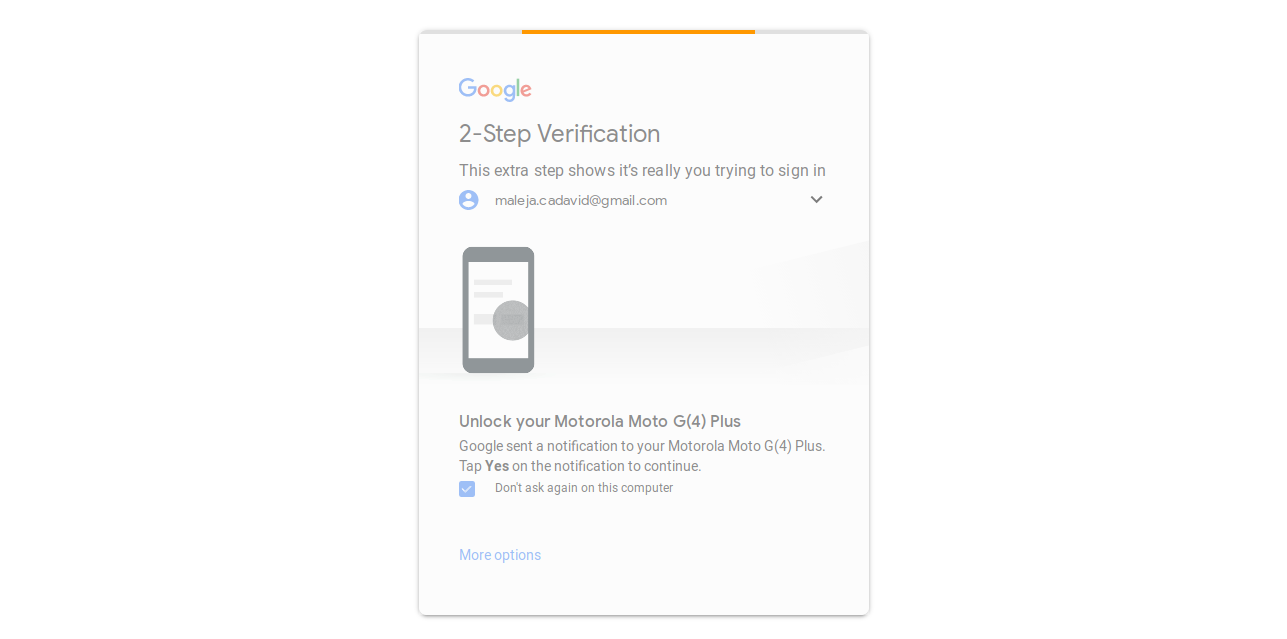 Google
2-Step Verification
This extra step shows it’s really you trying to sign in
maleja.cadavid@gmail.com
Unlock your Motorola Moto G(4) Plus
Google sent a notification to your Motorola Moto G(4) Plus.
Tap Yes on the notification to continue.
Don't ask again on this computer
More options